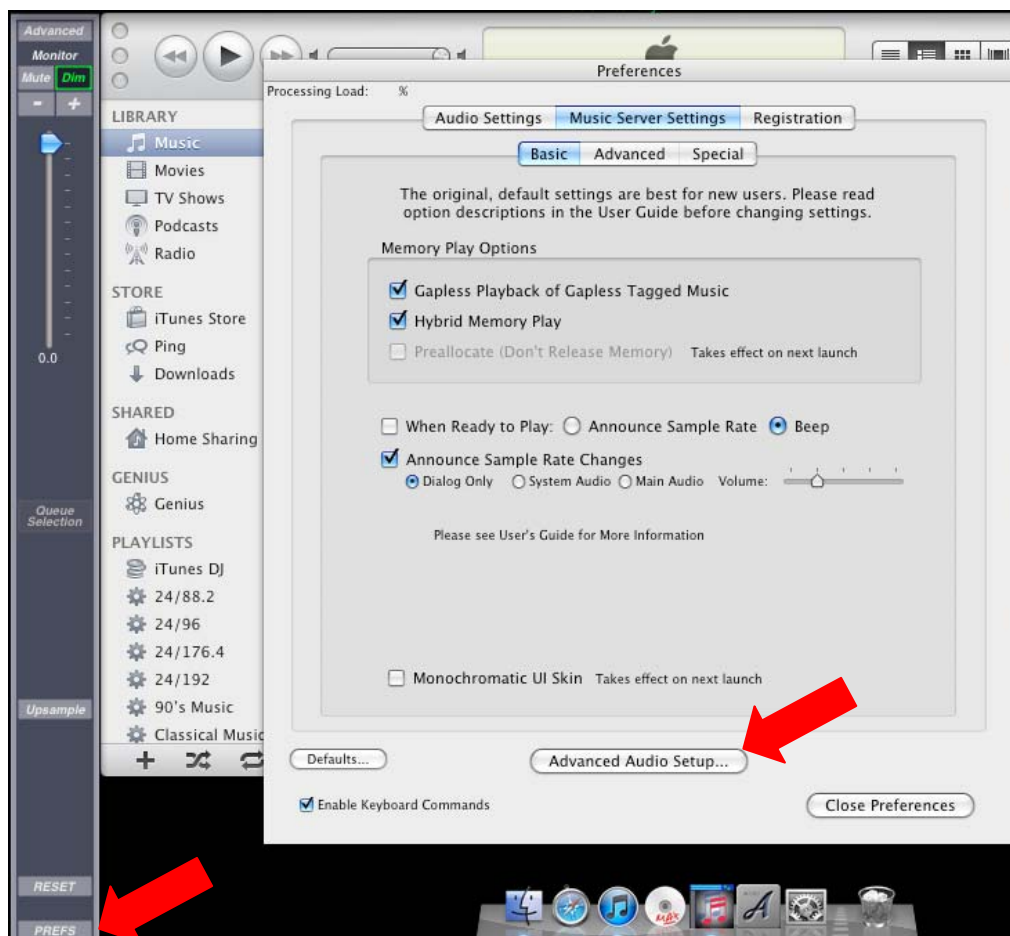 Advanced
Monitor
Mute Dim
- +
0.0
Queue
Selection
Upsample
RESET
PREFS
LIBRARY
Music
Movies
TV Shows
Podcasts
Radio
STORE
iTunes Store
Ping
Downloads
SHARED
Home Sharing
GENIUS
Genius
PLAYLISTS
iTunes DJ
24/88.2
24/96
24/176.4
24/192
90's Music
Classical Music
Preferences
Processing Load: %
Audio Settings Music Server Settings Registration
Basic Advanced Special
The original, default settings are best for new users. Please read
option descriptions in the User Guide before changing settings.
Memory Play Options
Gapless Playback of Gapless Tagged Music
Hybrid Memory Play
Preallocate (Don't Release Memory) Takes effect on next launch
When Ready to Play: Announce Sample Rate Beep
Announce Sample Rate Changes
Dialog Only System Audio Main Audio Volume:
Please see User's Guide for More Information
Monochromatic UI Skin Takes effect on next launch
Defaults... Advanced Audio Setup...
Enable Keyboard Commands Close Preferences
MAX
A